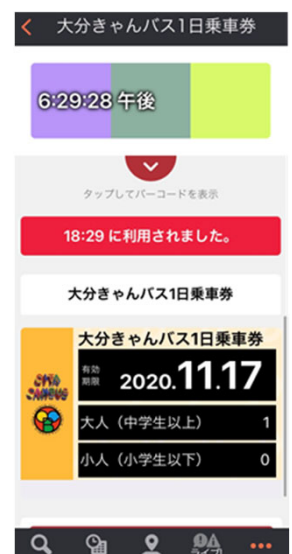 大分きゃんバス1日乗車券
6:29:28 午後
タップしてバーコードを表示
18:29 に利用されました。
大分きゃんバス1日乗車券
大分きゃんバス1日乗車券
有効
期限 2020.11.17
大人（中学生以上） 1
小人（小学生以下） 0